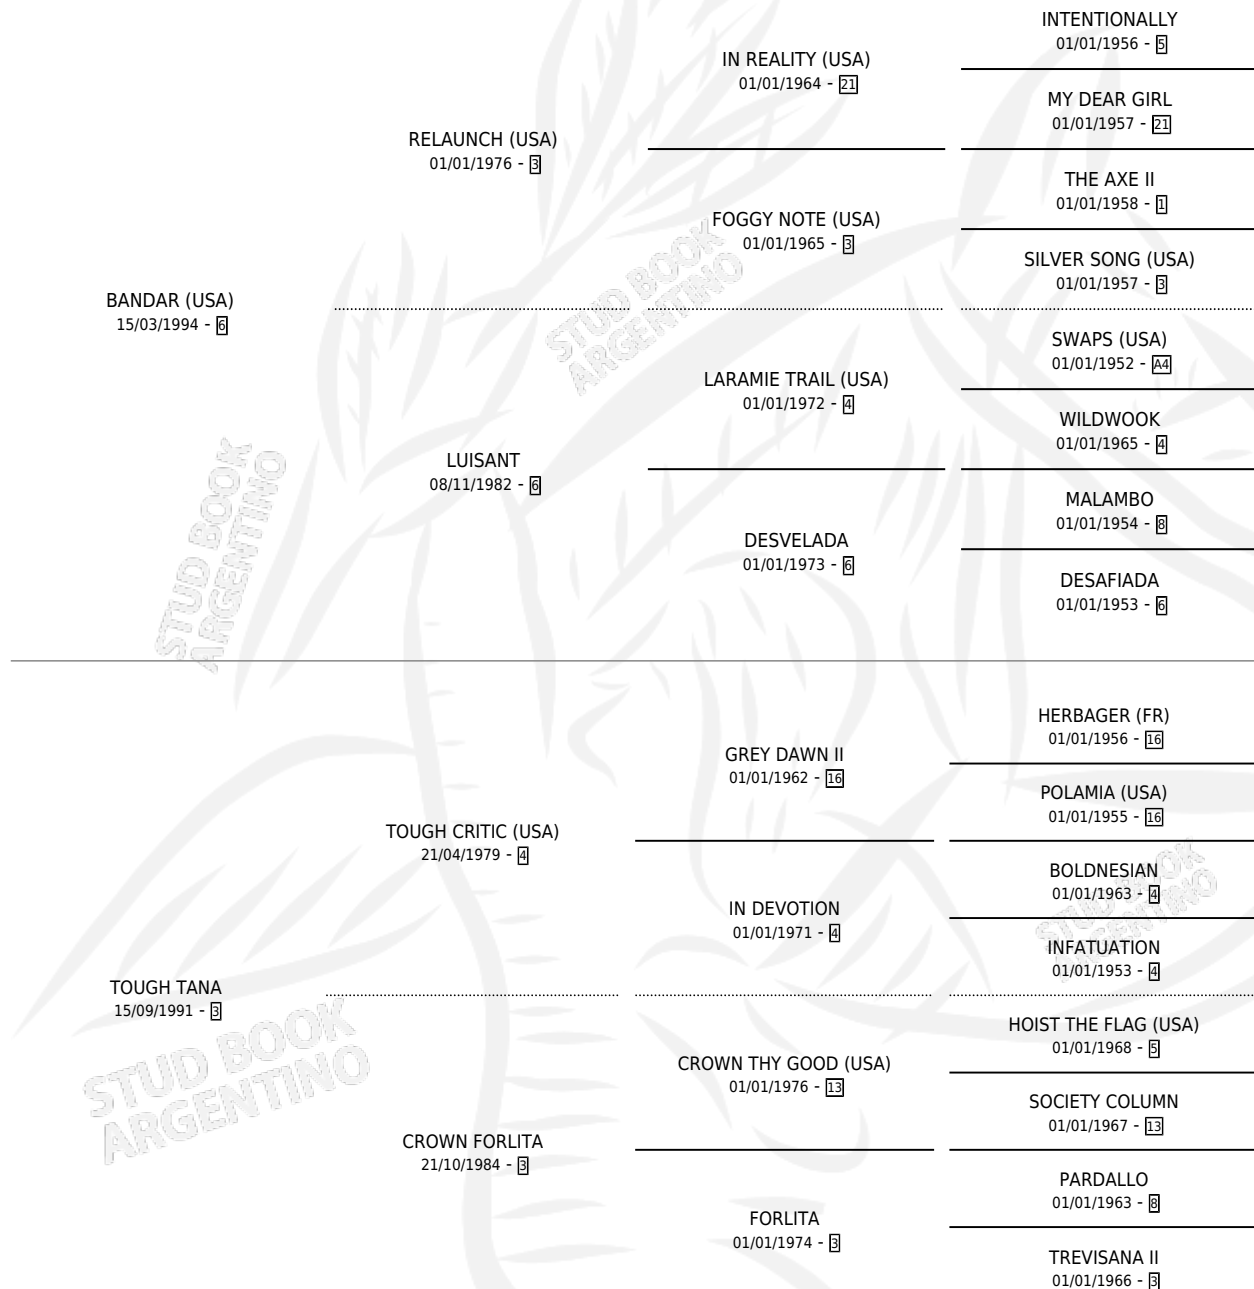 INTENTIONALLY
01/01/1956 - 5
IN REALITY (USA)
01/01/1964 - 21
MY DEAR GIRL
01/01/1957 - 21
RELAUNCH (USA)
01/01/1976 - 3
THE AXE II
01/01/1958 - 1
FOGGY NOTE (USA)
01/01/1965 - 3
SILVER SONG (USA)
01/01/1957 - 3
BANDAR (USA)
15/03/1994 - 6
SWAPS (USA)
01/01/1952 - A4
LARAMIE TRAIL (USA)
01/01/1972 - 4
WILDWOOK
01/01/1965 - 4
LUISANT
08/11/1982 - 6
MALAMBO
01/01/1954 - 8
DESVELADA
01/01/1973 - 6
DESAFIADA
01/01/1953 - 6
HERBAGER (FR)
01/01/1956 - 16
GREY DAWN II
01/01/1962 - 16
POLAMIA (USA)
01/01/1955 - 16
TOUGH CRITIC (USA)
21/04/1979 - 4
BOLDNESIAN
01/01/1963 - 4
IN DEVOTION
01/01/1971 - 4
INFATUATION
01/01/1953 - 4
TOUGH TANA
15/09/1991 - 3
HOIST THE FLAG (USA)
01/01/1968 - 5
CROWN THY GOOD (USA)
01/01/1976 - 13
SOCIETY COLUMN
01/01/1967 - 13
CROWN FORLITA
21/10/1984 - 3
PARDALLO
01/01/1963 - 8
FORLITA
01/01/1974 - 3
TREVISANA II
01/01/1966 - 3
STUD BOOK
ARGENTINO
STUD BOOK
ARGENTINO
STUD BOOK
ARGENTINO
STUD BOOK
ARGENTINO